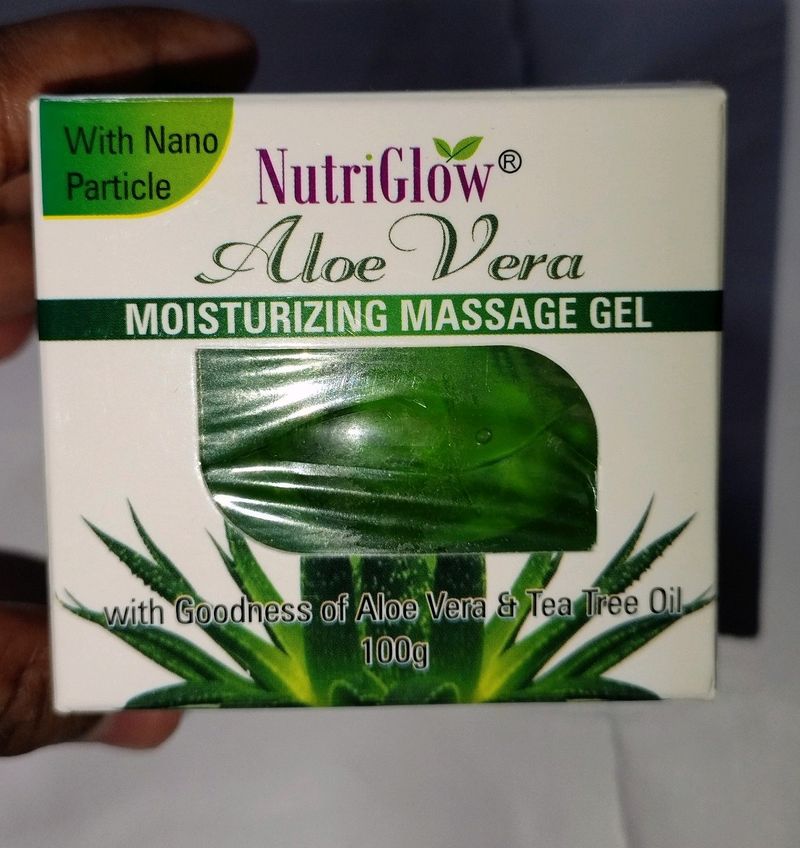 With Nano
Particle
NutriGlow®
Aloe Vera
MOISTURIZING MASSAGE GEL
with Goodness of Aloe Vera & Tea Tree Oil
100g